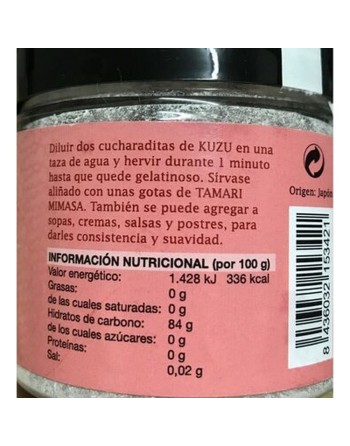 Diluir dos cucharaditas de KUZU en una
taza de agua y hervir durante 1 minuto
hasta que quede gelatinoso. Sírvase
aliñado con unas gotas de TAMARI
MIMASA. También se puede agregar a
sopas, cremas, salsas y postres, para
darles consistencia y suavidad.
Origen: Japón
INFORMACIÓN NUTRICIONAL (por 100 g)
Valor energético: 1.428 kJ 336 kcal
Grasas: 0 g
de las cuales saturadas: 0 g
Hidratos de carbono: 84 g
de los cuales azúcares: 0 g
Proteínas: 0 g
Sal: 0,02 g
8 436032 153421